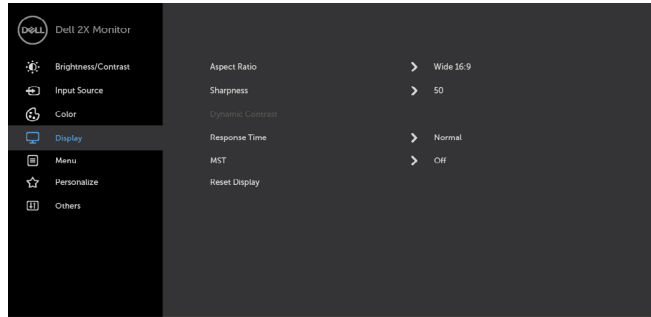 DELL
Dell 2X Monitor
Brightness/Contrast
Input Source
Color
Display
Menu
Personalize
Others
Aspect Ratio Wide 16:9
Sharpness 50
Dynamic Contrast
Response Time Normal
MST Off
Reset Display